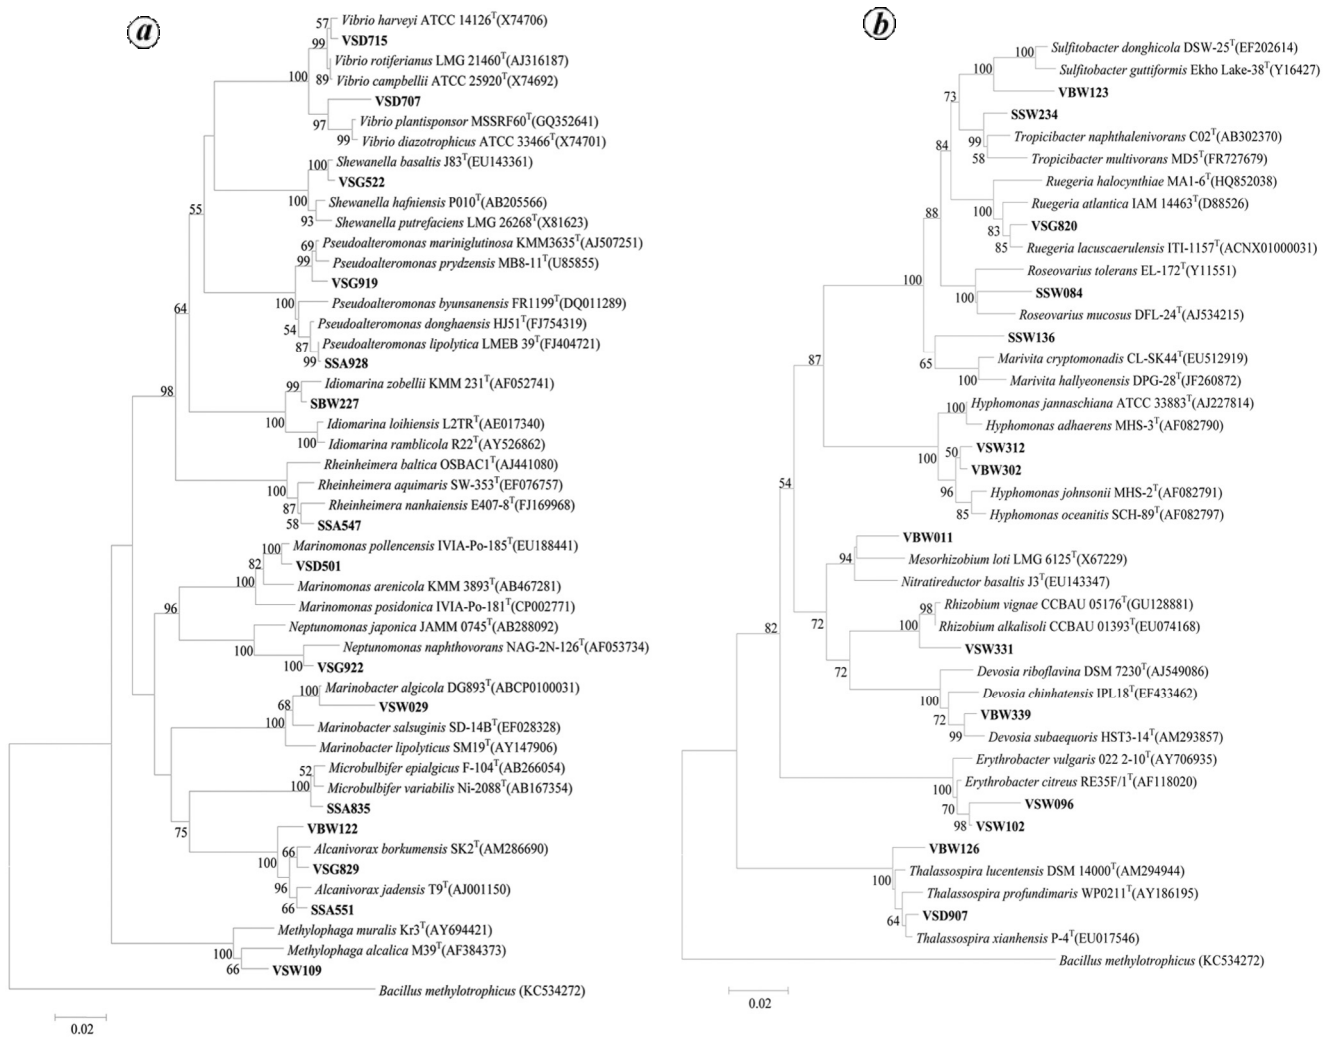 a
57
Vibrio harveyi ATCC 14126T(X74706)
VSD715
99
Vibrio rotiferianus LMG 21460T(AJ316187)
100
89
Vibrio campbellii ATCC 25920T(X74692)
VSD707
97
Vibrio plantisponsor MSSRF60T(GQ352641)
99
Vibrio diazotrophicus ATCC 33466T(X74701)
100
Shewanella basaltis J83T(EU143361)
VSG522
100
Shewanella hafniensis P010T(AB205566)
55
93
Shewanella putrefaciens LMG 26268T(X81623)
69
Pseudoalteromonas mariniglutinosa KMM3635T(AJ507251)
99
Pseudoalteromonas prydzensis MB8-11T(U85855)
VSG919
100
Pseudoalteromonas byunsanensis FR1199T(DQ011289)
64
54
Pseudoalteromonas donghaensis HJ51T(FJ754319)
87
Pseudoalteromonas lipolytica LMEB 39T(FJ404721)
99
SSA928
98
99
Idiomarina zobellii KMM 231T(AF052741)
SBW227
100
Idiomarina loihiensis L2TRT(AE017340)
100
Idiomarina ramblicola R22T(AY526862)
Rheinheimera baltica OSBAC1T(AJ441080)
100
Rheinheimera aquimaris SW-353T(EF076757)
87
Rheinheimera nanhaiensis E407-8T(FJ169968)
58
SSA547
100
Marinomonas pollencensis IVIA-Po-185T(EU188441)
82
VSD501
100
Marinomonas arenicola KMM 3893T(AB467281)
96
Marinomonas posidonica IVIA-Po-181T(CP002771)
Neptunomonas japonica JAMM 0745T(AB288092)
100
Neptunomonas naphthovorans NAG-2N-126T(AF053734)
100
VSG922
100
Marinobacter algicola DG893T(ABCP0100031)
68
VSW029
100
Marinobacter salsuginis SD-14BT(EF028328)
Marinobacter lipolyticus SM19T(AY147906)
52
Microbulbifer epialgicus F-104T(AB266054)
100
Microbulbifer variabilis Ni-2088T(AB167354)
SSA835
75
VBW122
66
Alcanivorax borkumensis SK2T(AM286690)
100
VSG829
96
Alcanivorax jadensis T9T(AJ001150)
66
SSA551
Methylophaga muralis Kr3T(AY694421)
100
Methylophaga alcalica M39T(AF384373)
66
VSW109
Bacillus methylotrophicus (KC534272)
0.02
b
100
Sulfitobacter donghicola DSW-25T(EF202614)
100
Sulfitobacter guttiformis Ekho Lake-38T(Y16427)
73
VBW123
SSW234
99
Tropicibacter naphthalenivorans C02T(AB302370)
84
58
Tropicibacter multivorans MD5T(FR727679)
Ruegeria halocynthiae MA1-6T(HQ852038)
88
100
Ruegeria atlantica IAM 14463T(D88526)
83
VSG820
85
Ruegeria lacuscaerulensis ITI-1157T(ACNX01000031)
100
Roseovarius tolerans EL-172T(Y11551)
100
SSW084
Roseovarius mucosus DFL-24T(AJ534215)
SSW136
87
65
Marivita cryptomonadis CL-SK44T(EU512919)
100
Marivita hallyeonensis DPG-28T(JF260872)
100
Hyphomonas jannaschiana ATCC 33883T(AJ227814)
Hyphomonas adhaerens MHS-3T(AF082790)
100
50
VSW312
VBW302
54
96
Hyphomonas johnsonii MHS-2T(AF082791)
85
Hyphomonas oceanitis SCH-89T(AF082797)
VBW011
94
Mesorhizobium loti LMG 6125T(X67229)
Nitratireductor basaltis J3T(EU143347)
98
Rhizobium vignae CCBAU 05176T(GU128881)
82
72
100
Rhizobium alkalisoli CCBAU 01393T(EU074168)
VSW331
72
Devosia riboflavina DSM 7230T(AJ549086)
100
Devosia chinhatensis IPL18T(EF433462)
72
VBW339
99
Devosia subaequoris HST3-14T(AM293857)
Erythrobacter vulgaris 022 2-10T(AY706935)
100
Erythrobacter citreus RE35F/1T(AF118020)
70
VSW096
98
VSW102
VBW126
100
Thalassospira lucentensis DSM 14000T(AM294944)
Thalassospira profundimaris WP0211T(AY186195)
64
VSD907
Thalassospira xianhensis P-4T(EU017546)
Bacillus methylotrophicus (KC534272)
0.02